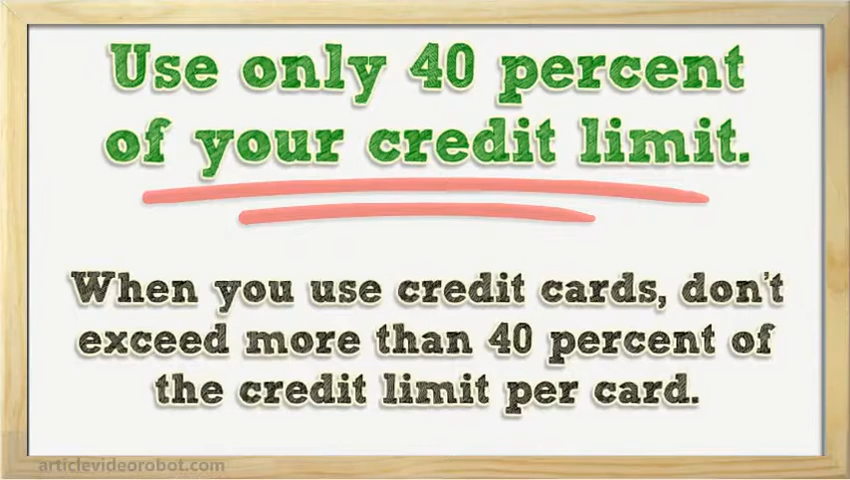 Use only 40 percent
of your credit limit.
When you use credit cards, don't
exceed more than 40 percent of
the credit limit per card.
articlevideorobot.com